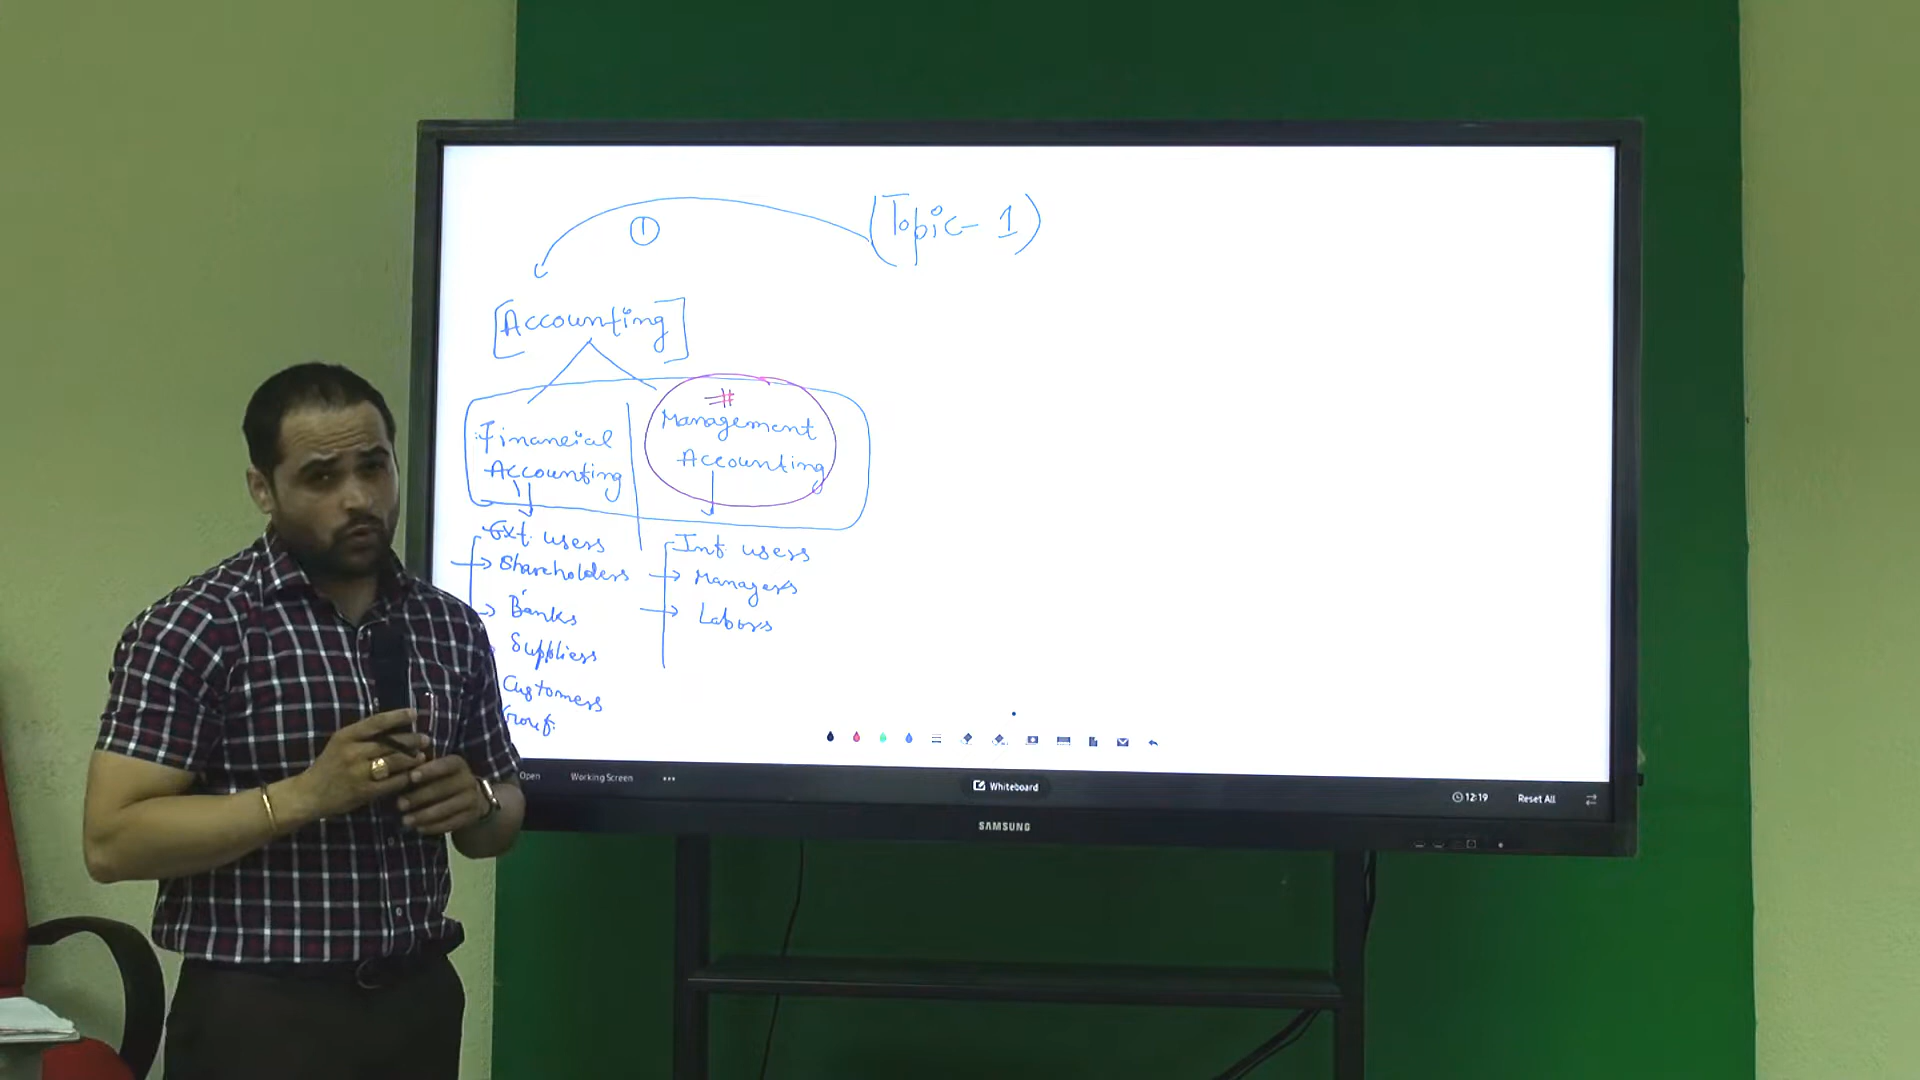 (Topic- 1)
①
[Accounting]
#
Financial
Accounting
Management
Accounting
Ext. users
Shareholders
Banks
Suppliers
Customers
Govt.
Int users
Managers
Labors
Open
Working Screen
Whiteboard
12:19
Reset All
SAMSUNG